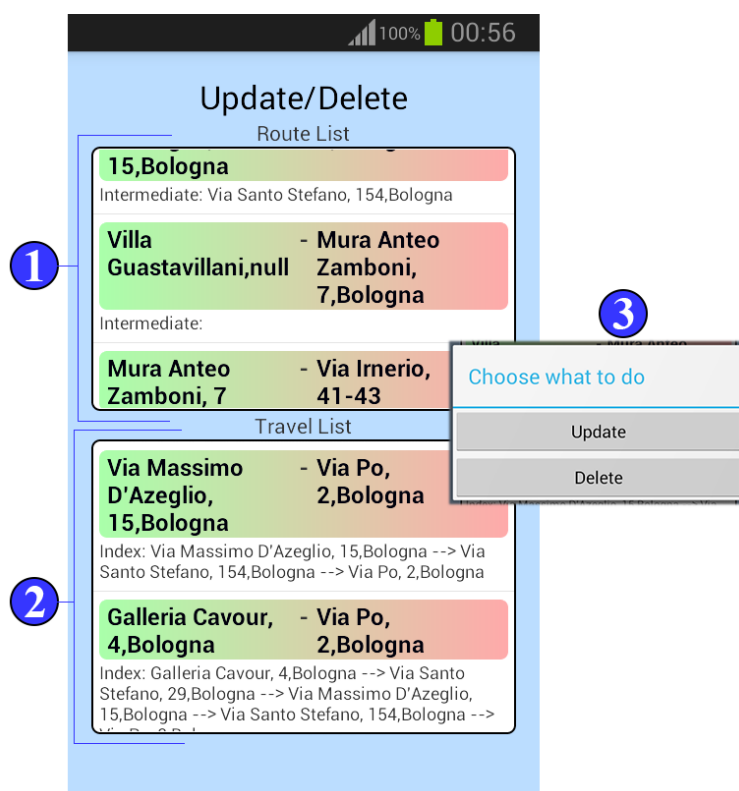 100% 00:56
Update/Delete
Route List
15,Bologna
Intermediate: Via Santo Stefano, 154,Bologna
Villa - Mura Anteo
Guastavillani,null Zamboni,
7,Bologna
Intermediate:
Mura Anteo - Via Irnerio,
Zamboni, 7 41-43
1
Travel List
Via Massimo - Via Po,
D'Azeglio, 2,Bologna
15,Bologna
Index: Via Massimo D'Azeglio, 15,Bologna --> Via
Santo Stefano, 154,Bologna --> Via Po, 2,Bologna
Galleria Cavour, - Via Po,
4,Bologna 2,Bologna
Index: Galleria Cavour, 4,Bologna --> Via Santo
Stefano, 29,Bologna --> Via Massimo D'Azeglio,
15,Bologna --> Via Santo Stefano, 154,Bologna -->
2
3
Choose what to do
Update
Delete